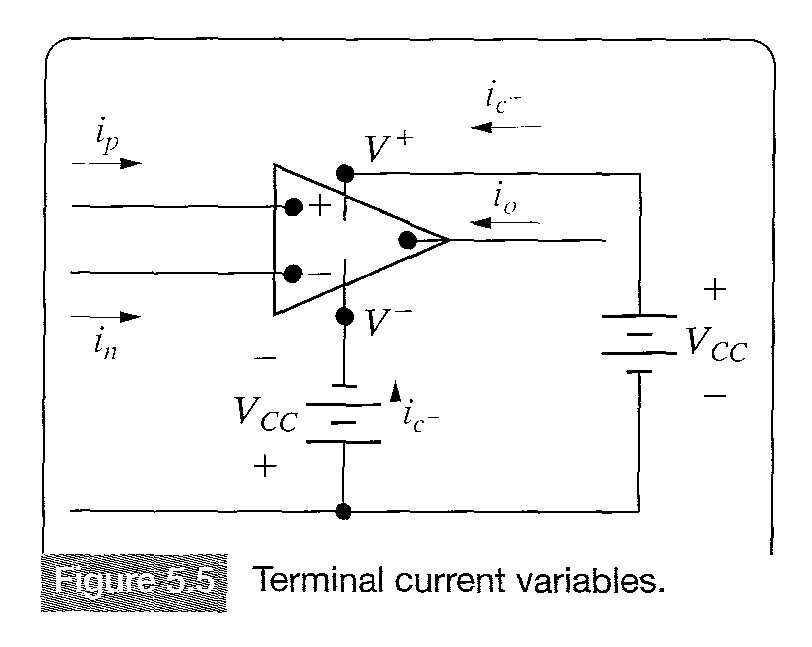 i_c-
i_p
V^+
+
i_o
−
i_n
V^-
+
V_CC
−
−
V_CC
i_c-
+
Figure 5.5 Terminal current variables.